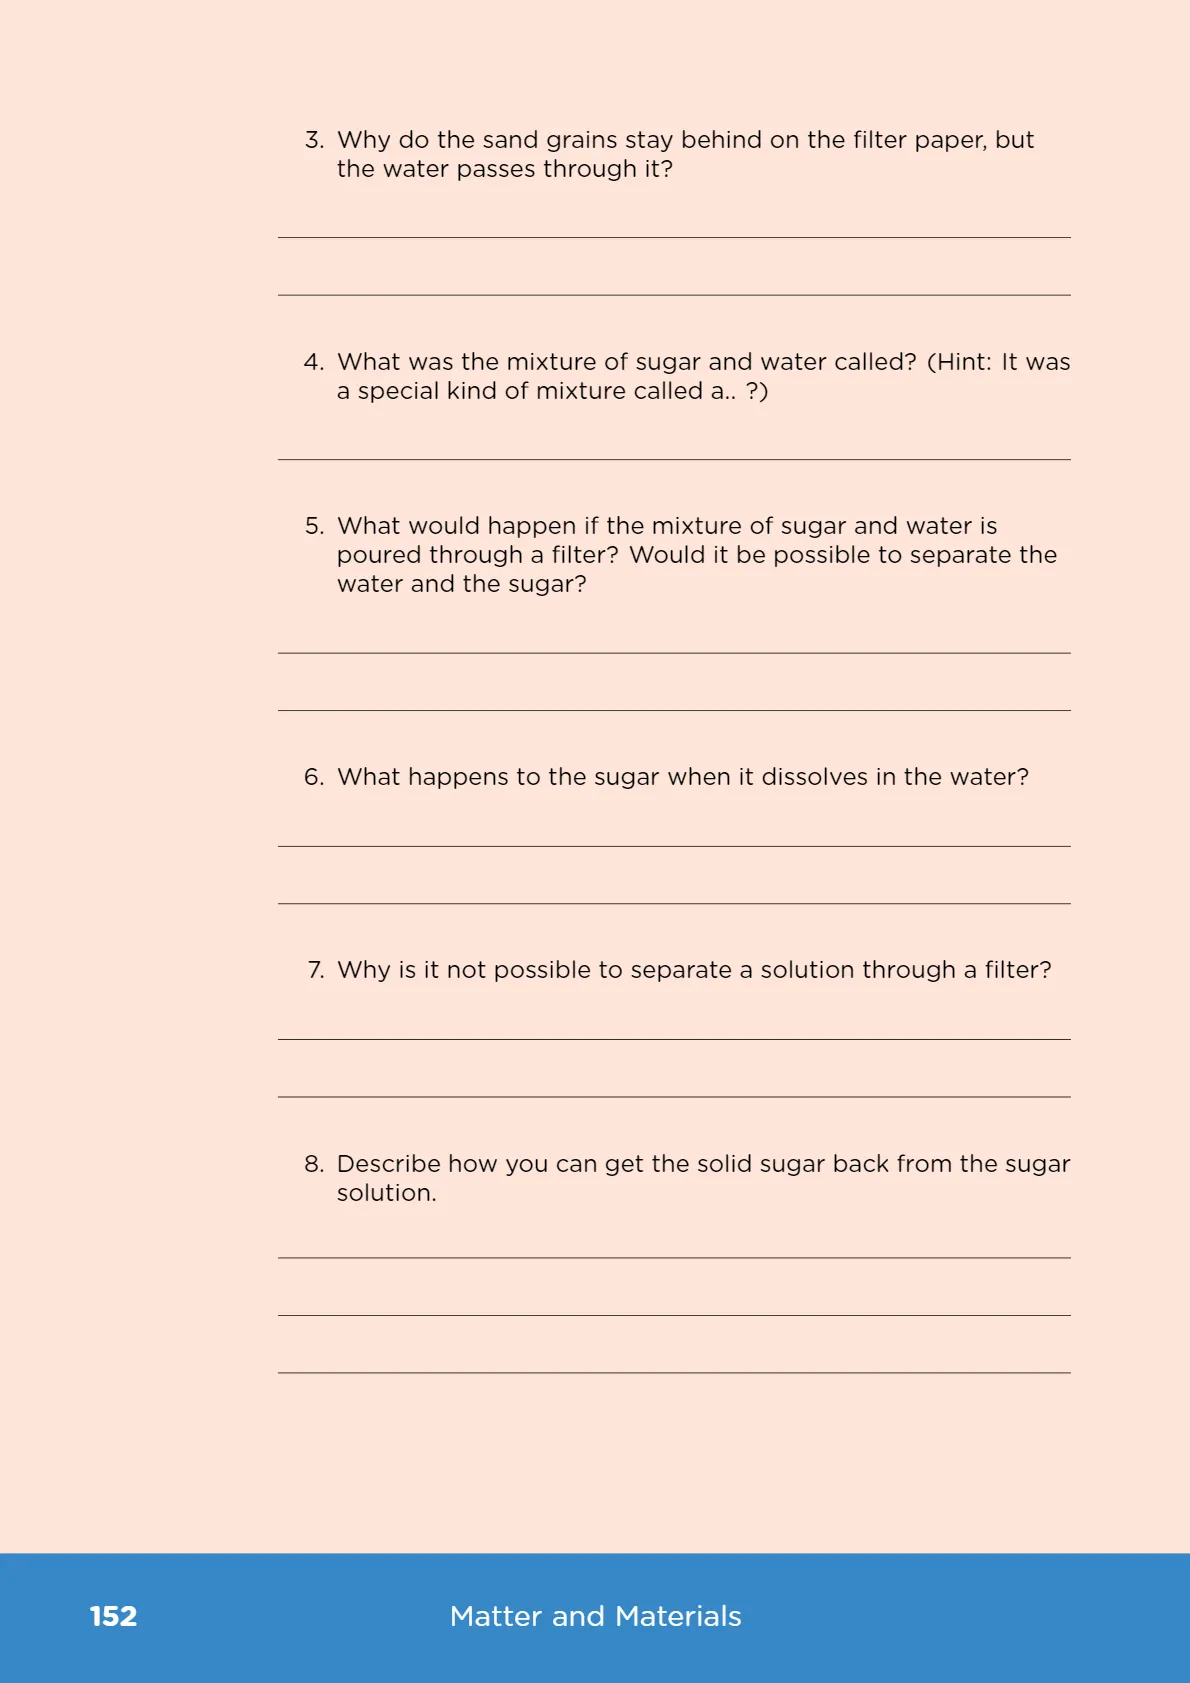 3. Why do the sand grains stay behind on the filter paper, but
the water passes through it?
4. What was the mixture of sugar and water called? (Hint: It was
a special kind of mixture called a.. ?)
5. What would happen if the mixture of sugar and water is
poured through a filter? Would it be possible to separate the
water and the sugar?
6. What happens to the sugar when it dissolves in the water?
7. Why is it not possible to separate a solution through a filter?
8. Describe how you can get the solid sugar back from the sugar
solution.
152 Matter and Materials